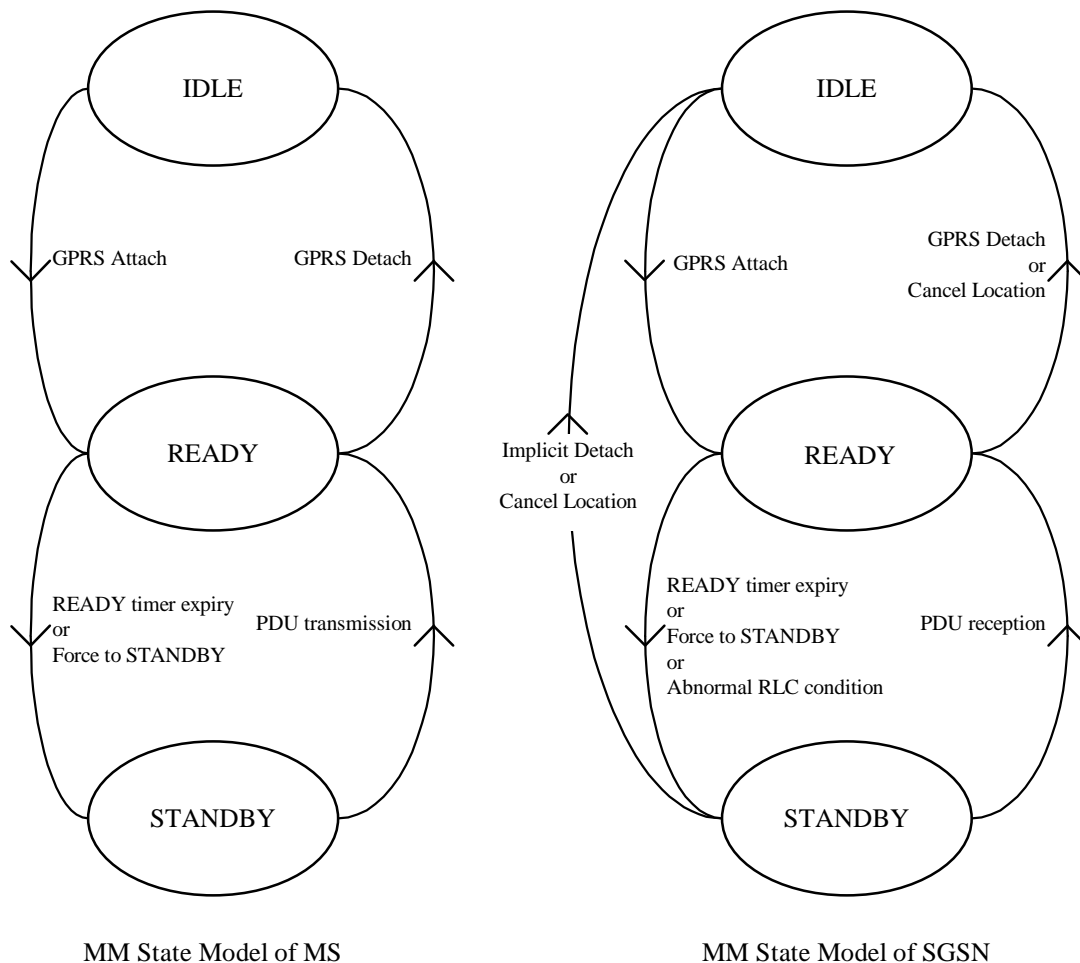 IDLE
GPRS Attach
GPRS Detach
READY
READY timer expiry
or
Force to STANDBY
PDU transmission
STANDBY
MM State Model of MS
IDLE
GPRS Attach
GPRS Detach
or
Cancel Location
Implicit Detach
or
Cancel Location
READY
READY timer expiry
or
Force to STANDBY
or
Abnormal RLC condition
PDU reception
STANDBY
MM State Model of SGSN